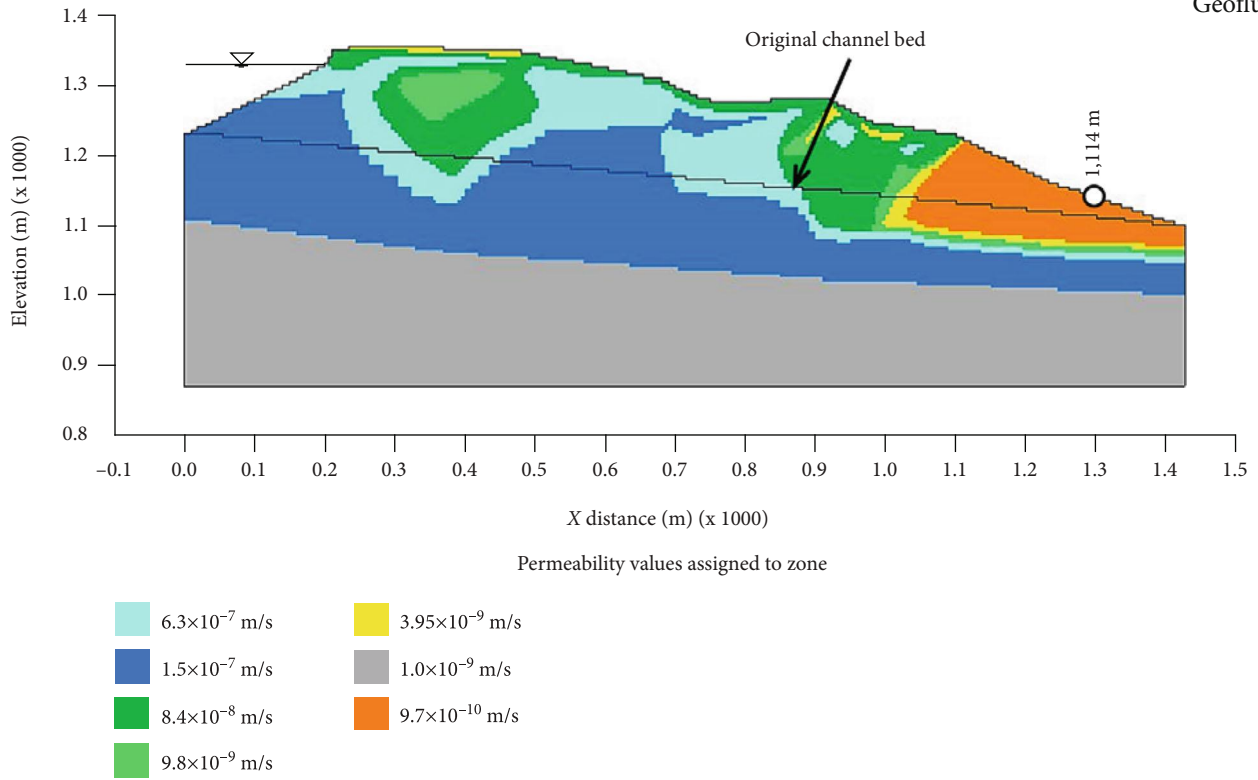 Geoflu
1.4
Original channel bed
1.3
1.2
1,114 m
1.1
1.0
0.9
0.8
Elevation (m) (x 1000)
–0.1 0.0 0.1 0.2 0.3 0.4 0.5 0.6 0.7 0.8 0.9 1.0 1.1 1.2 1.3 1.4 1.5
X distance (m) (x 1000)
Permeability values assigned to zone
6.3×10⁻⁷ m/s
1.5×10⁻⁷ m/s
8.4×10⁻⁸ m/s
9.8×10⁻⁹ m/s
3.95×10⁻⁹ m/s
1.0×10⁻⁹ m/s
9.7×10⁻¹⁰ m/s